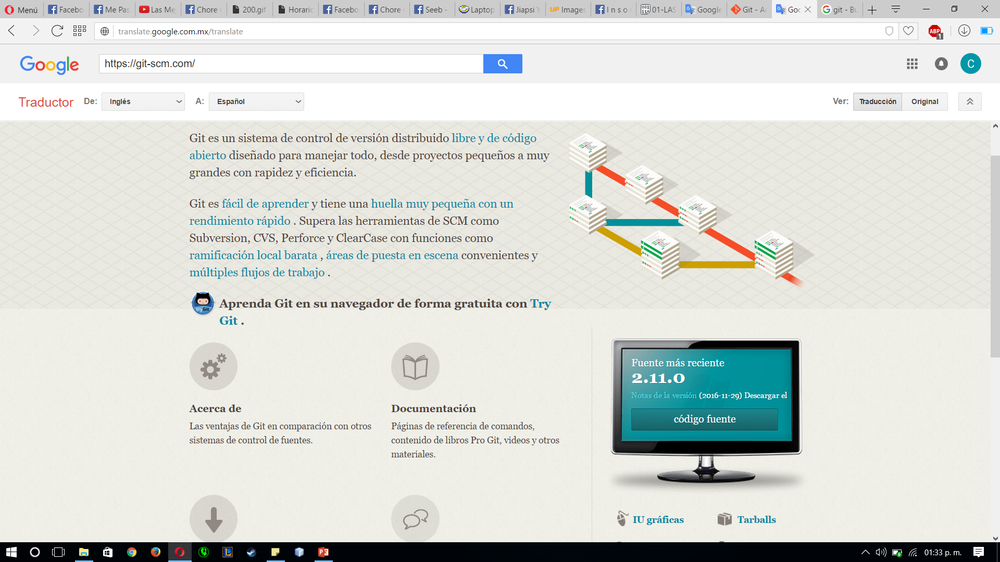 Menú
Facebo
Me Pas
Las Me
Chore
200.gif
Horario
Facebo
Chore
Seeb -
Laptop
Jiapsi Y
UP Images
I n s o
01-LAS
Google
Git - Ac
Goo
git - Bu
translate.google.com.mx/translate
ABP
1
Google
https://git-scm.com/
C
Traductor
De:
Inglés
A:
Español
Ver:
Traducción
Original
Git es un sistema de control de versión distribuido libre y de código
abierto diseñado para manejar todo, desde proyectos pequeños a muy
grandes con rapidez y eficiencia.
Git es fácil de aprender y tiene una huella muy pequeña con un
rendimiento rápido . Supera las herramientas de SCM como
Subversion, CVS, Perforce y ClearCase con funciones como
ramificación local barata , áreas de puesta en escena convenientes y
múltiples flujos de trabajo .
tryGit
Aprenda Git en su navegador de forma gratuita con Try
Git .
Acerca de
Las ventajas de Git en comparación con otros
sistemas de control de fuentes.
Documentación
Páginas de referencia de comandos,
contenido de libros Pro Git, videos y otros
materiales.
Fuente más reciente
2.11.0
Notas de la versión (2016-11-29) Descargar el
código fuente
IU gráficas
Tarballs
01:33 p. m.